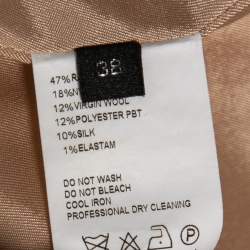 38
47%R
18%N
12%VIRGIN WOOL
12%POLYESTER PBT
10%SILK
1%ELASTAM
DO NOT WASH
DO NOT BLEACH
COOL IRON
PROFESSIONAL DRY CLEANING